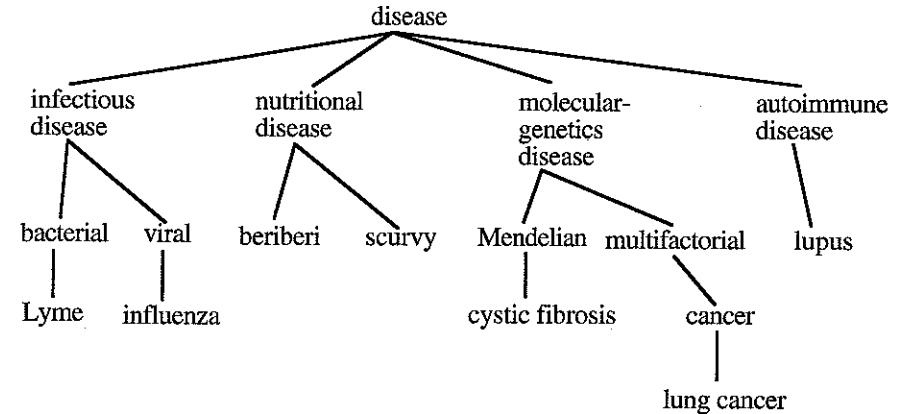 disease
infectious
disease
nutritional
disease
molecular-
genetics
disease
autoimmune
disease
bacterial
viral
beriberi
scurvy
Mendelian
multifactorial
lupus
Lyme
influenza
cystic fibrosis
cancer
lung cancer